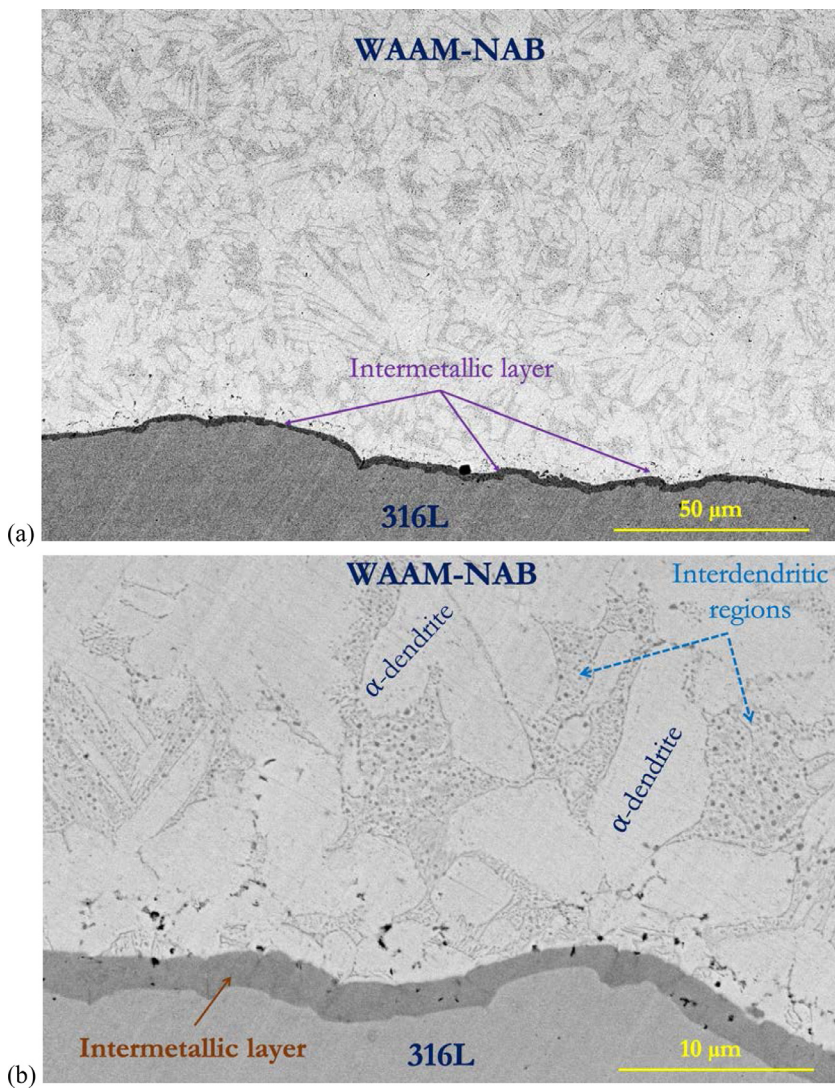 WAAM-NAB
Intermetallic layer
316L
50 µm
(a)
WAAM-NAB
Interdendritic
regions
α-dendrite
α-dendrite
Intermetallic layer
316L
10 µm
(b)